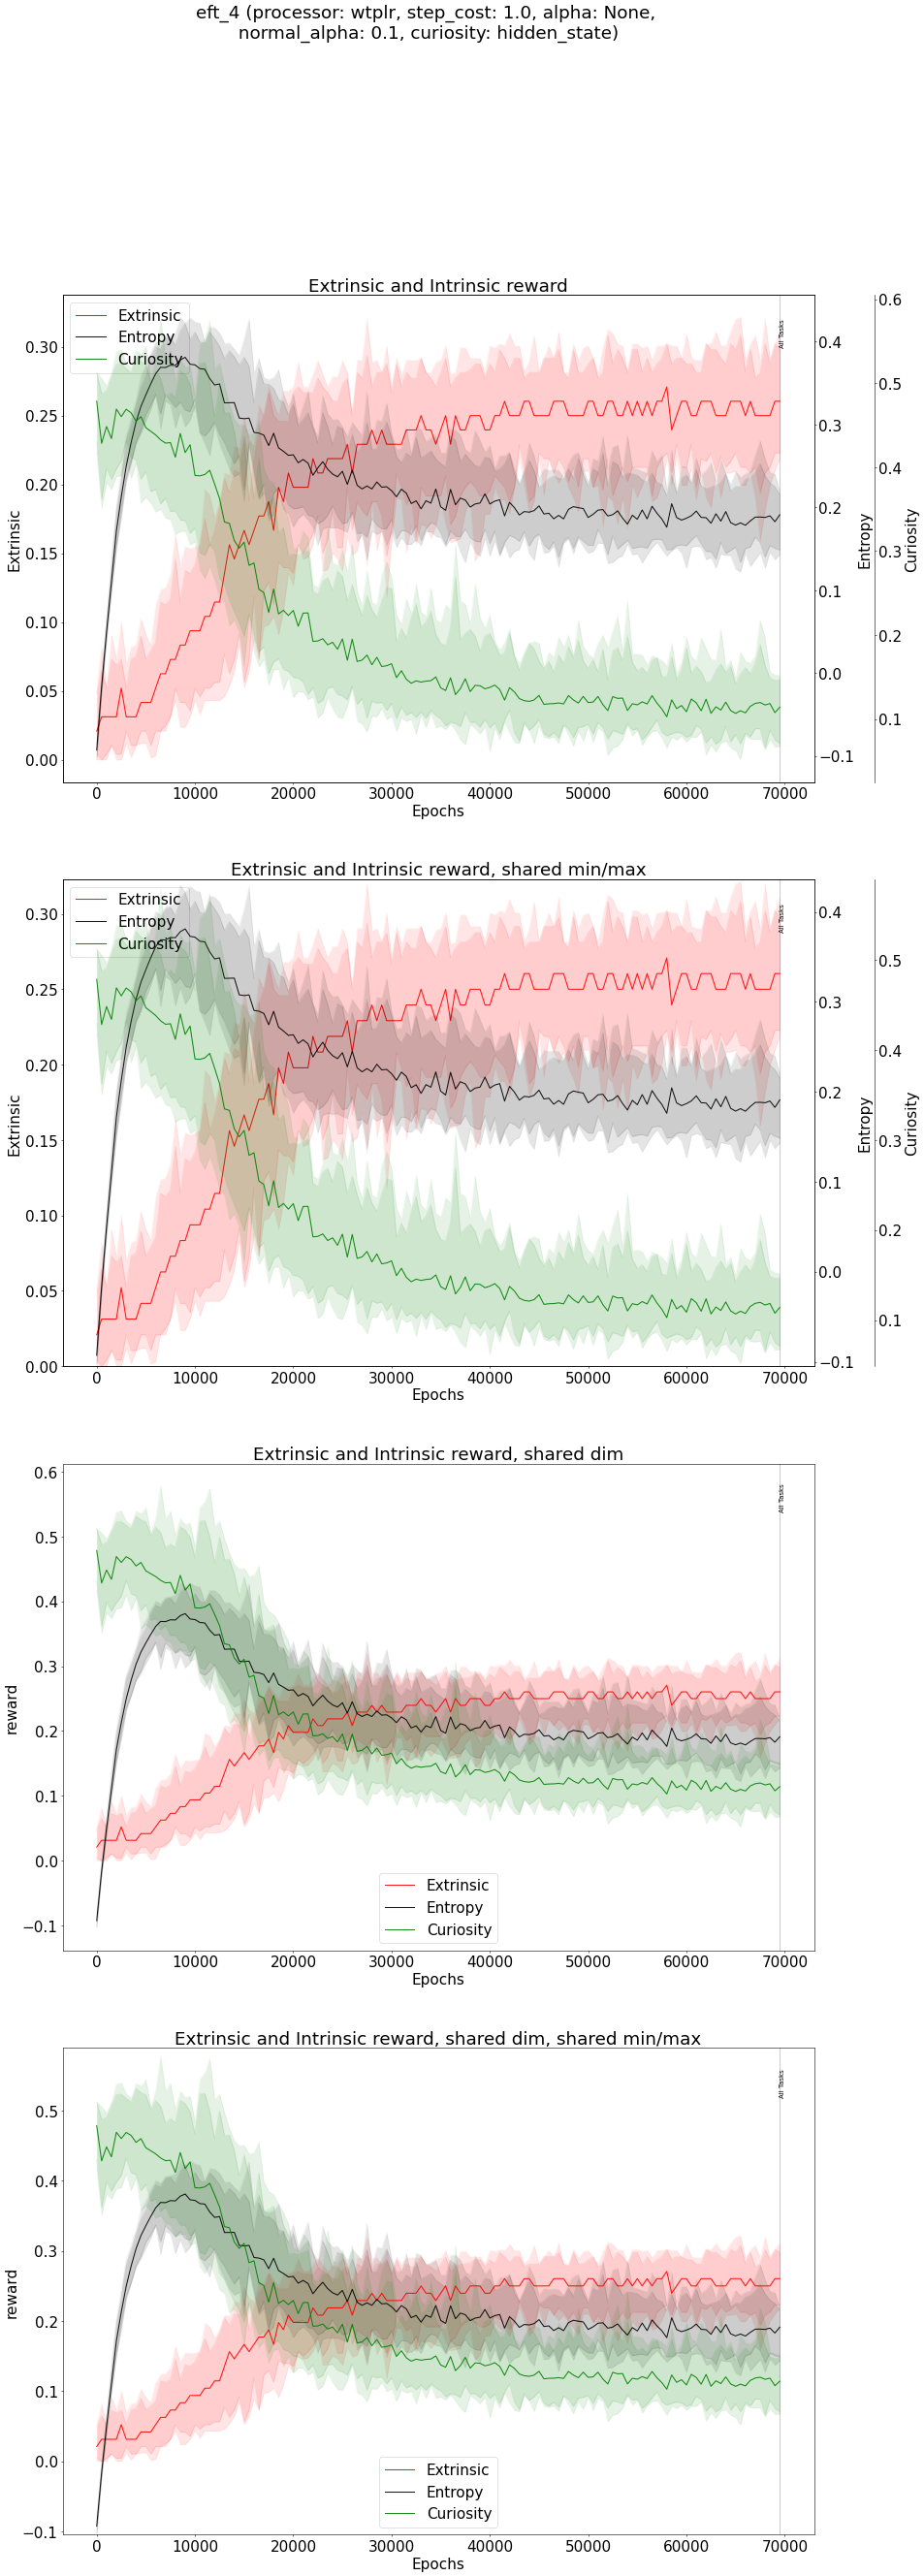 eft_4 (processor: wtplr, step_cost: 1.0, alpha: None,
normal_alpha: 0.1, curiosity: hidden_state)
Extrinsic and Intrinsic reward
Extrinsic
Entropy
Curiosity
All Tasks
0.30
0.25
0.20
0.15
0.10
0.05
0.00
Extrinsic
0.4
0.3
0.2
0.1
0.0
−0.1
Entropy
0.6
0.5
0.4
0.3
0.2
0.1
Curiosity
0 10000 20000 30000 40000 50000 60000 70000
Epochs
Extrinsic and Intrinsic reward, shared min/max
Extrinsic
Entropy
Curiosity
All Tasks
0.30
0.25
0.20
0.15
0.10
0.05
0.00
Extrinsic
0.4
0.3
0.2
0.1
0.0
−0.1
Entropy
0.5
0.4
0.3
0.2
0.1
Curiosity
0 10000 20000 30000 40000 50000 60000 70000
Epochs
Extrinsic and Intrinsic reward, shared dim
All Tasks
0.6
0.5
0.4
0.3
0.2
0.1
0.0
−0.1
reward
Extrinsic
Entropy
Curiosity
0 10000 20000 30000 40000 50000 60000 70000
Epochs
Extrinsic and Intrinsic reward, shared dim, shared min/max
All Tasks
0.5
0.4
0.3
0.2
0.1
0.0
−0.1
reward
Extrinsic
Entropy
Curiosity
0 10000 20000 30000 40000 50000 60000 70000
Epochs